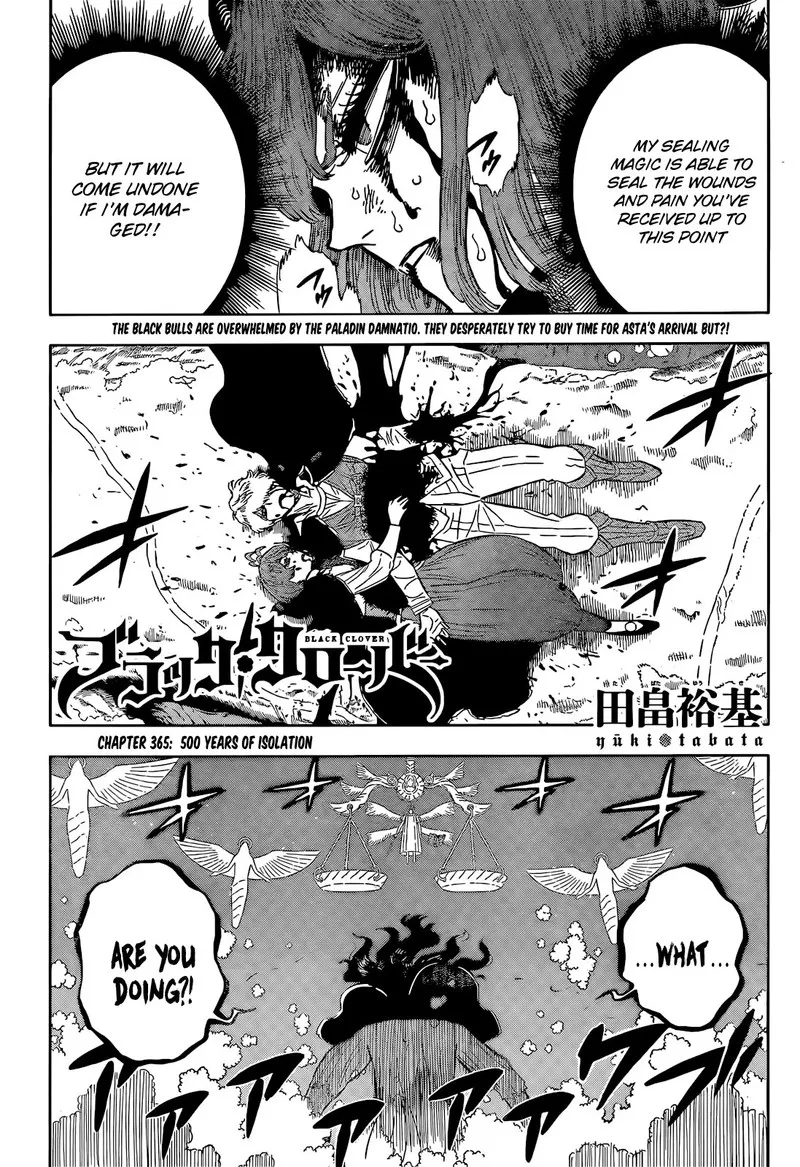 MY SEALING
MAGIC IS ABLE TO
SEAL THE WOUNDS
AND PAIN YOU'VE
RECEIVED UP TO
THIS POINT
BUT IT WILL
COME UNDONE
IF I'M DAMA-
GED!!
THE BLACK BULLS ARE OVERWHELMED BY THE PALADIN DAMNATIO. THEY DESPERATELY TRY TO BUY TIME FOR ASTA'S ARRIVAL BUT?!
ブラッククローバー
BLACK CLOVER
田畠裕基
yūki tabata
CHAPTER 365: 500 YEARS OF ISOLATION
...WHAT...
ARE YOU
DOING?!